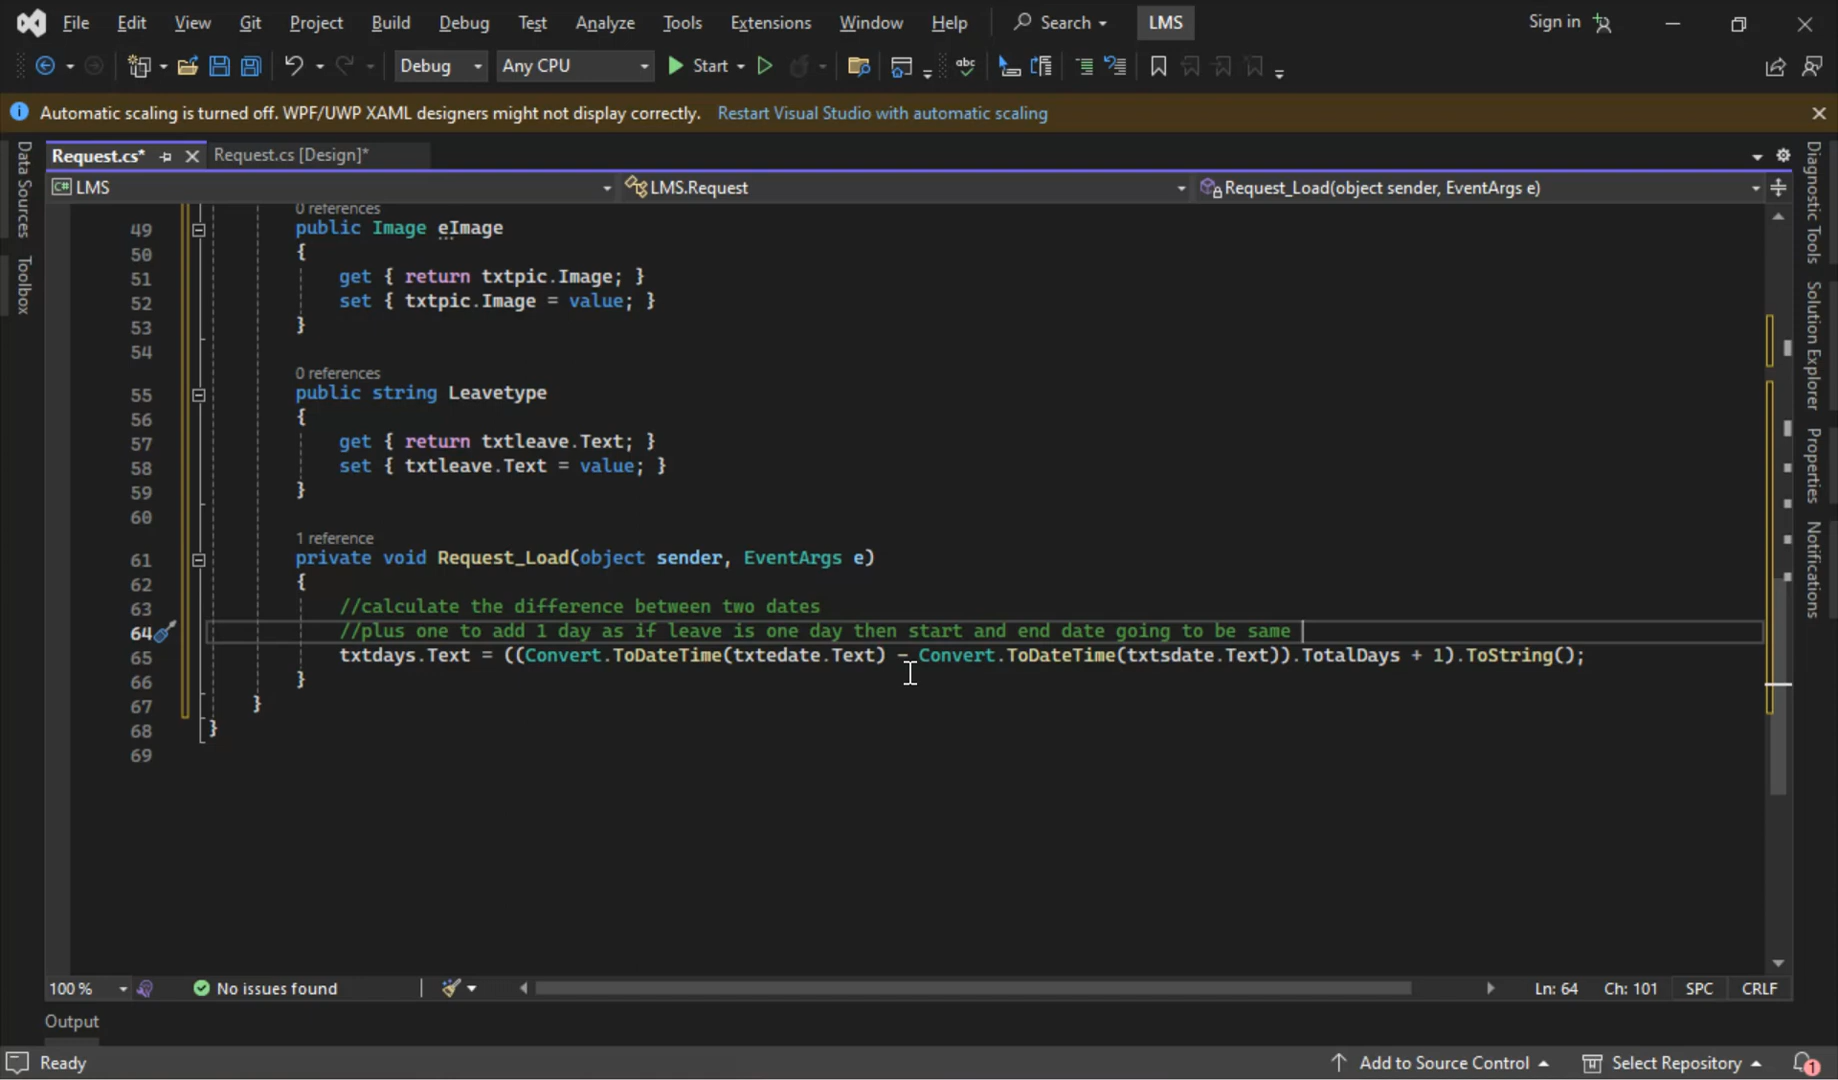 File Edit View Git Project Build Debug Test Analyze Tools Extensions Window Help Search LMS Sign in
Debug Any CPU Start abc
Automatic scaling is turned off. WPF/UWP XAML designers might not display correctly. Restart Visual Studio with automatic scaling
Request.cs* Request.cs [Design]*
C# LMS LMS.Request Request_Load(object sender, EventArgs e)
0 references
49 public Image eImage
50 {
51 get { return txtpic.Image; }
52 set { txtpic.Image = value; }
53 }
54
0 references
55 public string Leavetype
56 {
57 get { return txtleave.Text; }
58 set { txtleave.Text = value; }
59 }
60
1 reference
61 private void Request_Load(object sender, EventArgs e)
62 {
63 //calculate the difference between two dates
64 //plus one to add 1 day as if leave is one day then start and end date going to be same
65 txtdays.Text = ((Convert.ToDateTime(txtedate.Text) - Convert.ToDateTime(txtsdate.Text)).TotalDays + 1).ToString();
66 }
67 }
68 }
69
Data Sources
Toolbox
Diagnostic Tools
Solution Explorer
Properties
Notifications
100 % No issues found Ln: 64 Ch: 101 SPC CRLF
Output
Ready Add to Source Control Select Repository 1